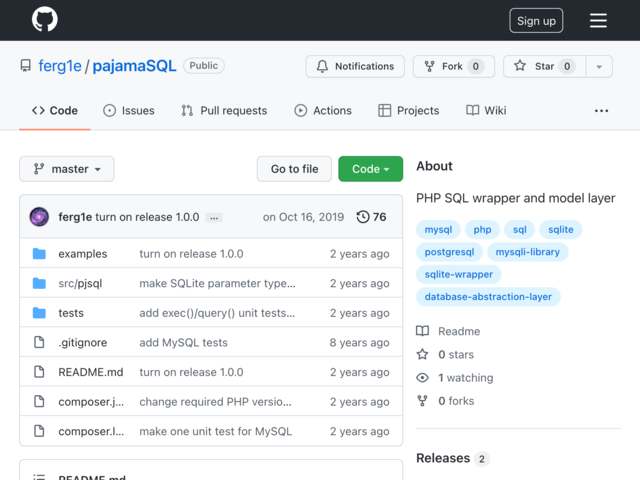 Sign up
ferg1e / pajamaSQL Public
Notifications Fork 0 Star 0
Code Issues Pull requests Actions Projects Wiki ...
master Go to file Code
ferg1e turn on release 1.0.0 ... on Oct 16, 2019 76
examples turn on release 1.0.0 2 years ago
src/pjsql make SQLite parameter type... 2 years ago
tests add exec()/query() unit tests... 2 years ago
.gitignore add MySQL tests 8 years ago
README.md turn on release 1.0.0 2 years ago
composer.j... change required PHP versio... 2 years ago
composer.l... make one unit test for MySQL 2 years ago
README.md
About
PHP SQL wrapper and model layer
mysql php sql sqlite
postgresql mysqli-library
sqlite-wrapper
database-abstraction-layer
Readme
0 stars
1 watching
0 forks
Releases 2